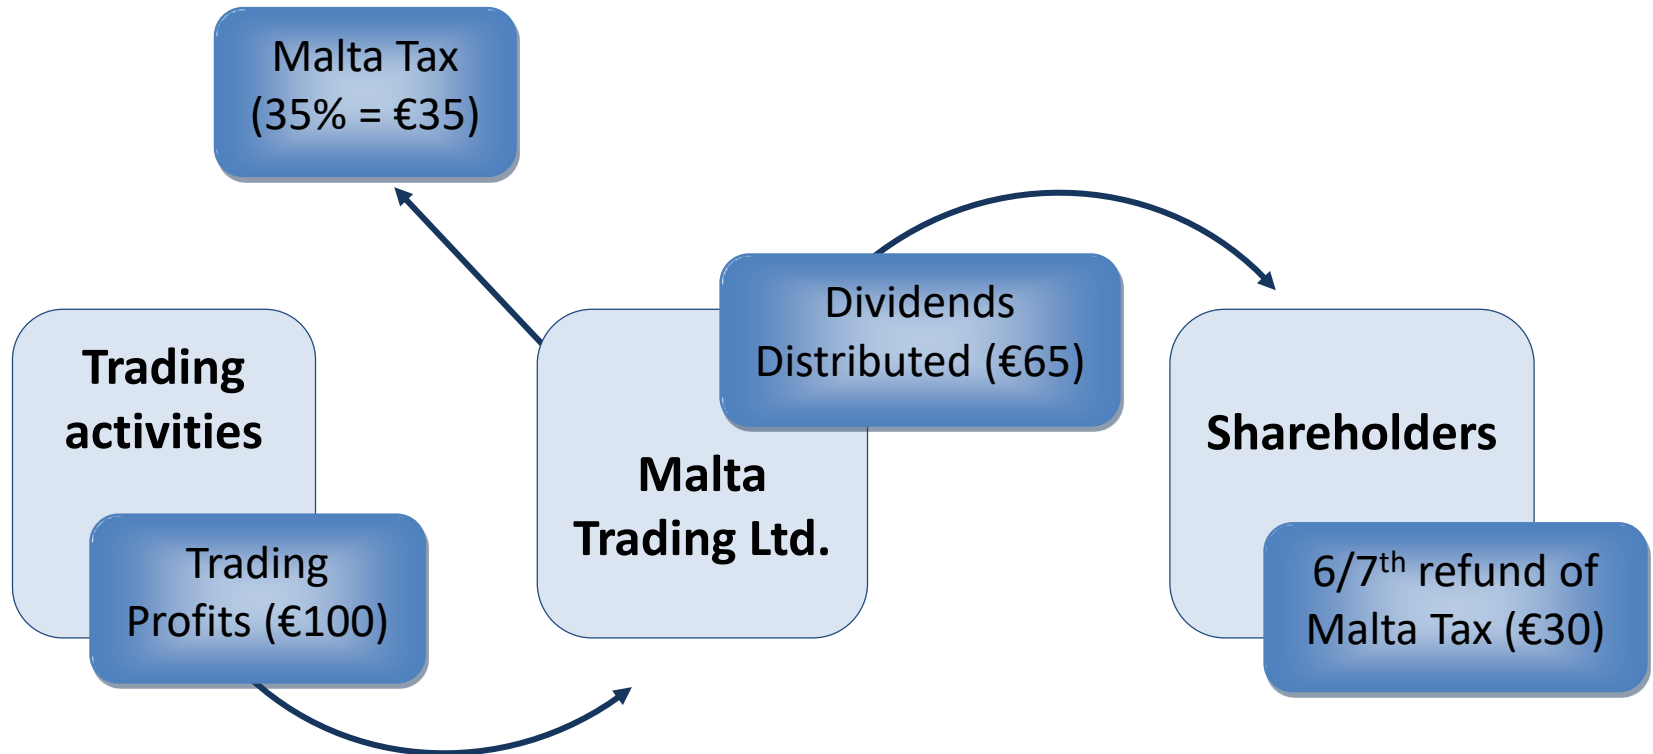 Malta Tax
(35% = €35)
Trading
activities
Trading
Profits (€100)
Malta
Trading Ltd.
Dividends
Distributed (€65)
Shareholders
6/7th refund of
Malta Tax (€30)